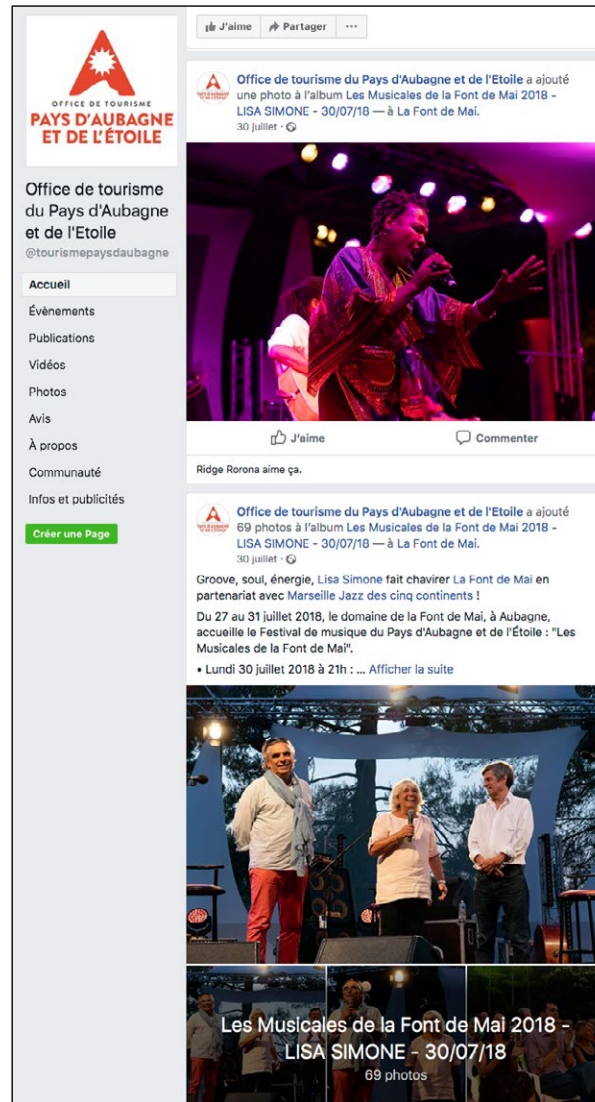 OFFICE DE TOURISME
PAYS D'AUBAGNE
ET DE L'ÉTOILE
Office de tourisme
du Pays d'Aubagne
et de l'Etoile
@tourismepaysdaubagne
Accueil
Évènements
Publications
Vidéos
Photos
Avis
À propos
Communauté
Infos et publicités
Créer une Page
J'aime Partager ...
Office de tourisme du Pays d'Aubagne et de l'Etoile a ajouté
une photo à l'album Les Musicales de la Font de Mai 2018 -
LISA SIMONE - 30/07/18 — à La Font de Mai.
30 juillet ·
J'aime Commenter
Ridge Rorona aime ça.
Office de tourisme du Pays d'Aubagne et de l'Etoile a ajouté
69 photos à l'album Les Musicales de la Font de Mai 2018 -
LISA SIMONE - 30/07/18 — à La Font de Mai.
30 juillet ·
Groove, soul, énergie, Lisa Simone fait chavirer La Font de Mai en
partenariat avec Marseille Jazz des cinq continents !
Du 27 au 31 juillet 2018, le domaine de la Font de Mai, à Aubagne,
accueille le Festival de musique du Pays d'Aubagne et de l'Étoile : "Les
Musicales de la Font de Mai".
• Lundi 30 juillet 2018 à 21h : ... Afficher la suite
Les Musicales de la Font de Mai 2018 -
LISA SIMONE - 30/07/18
69 photos